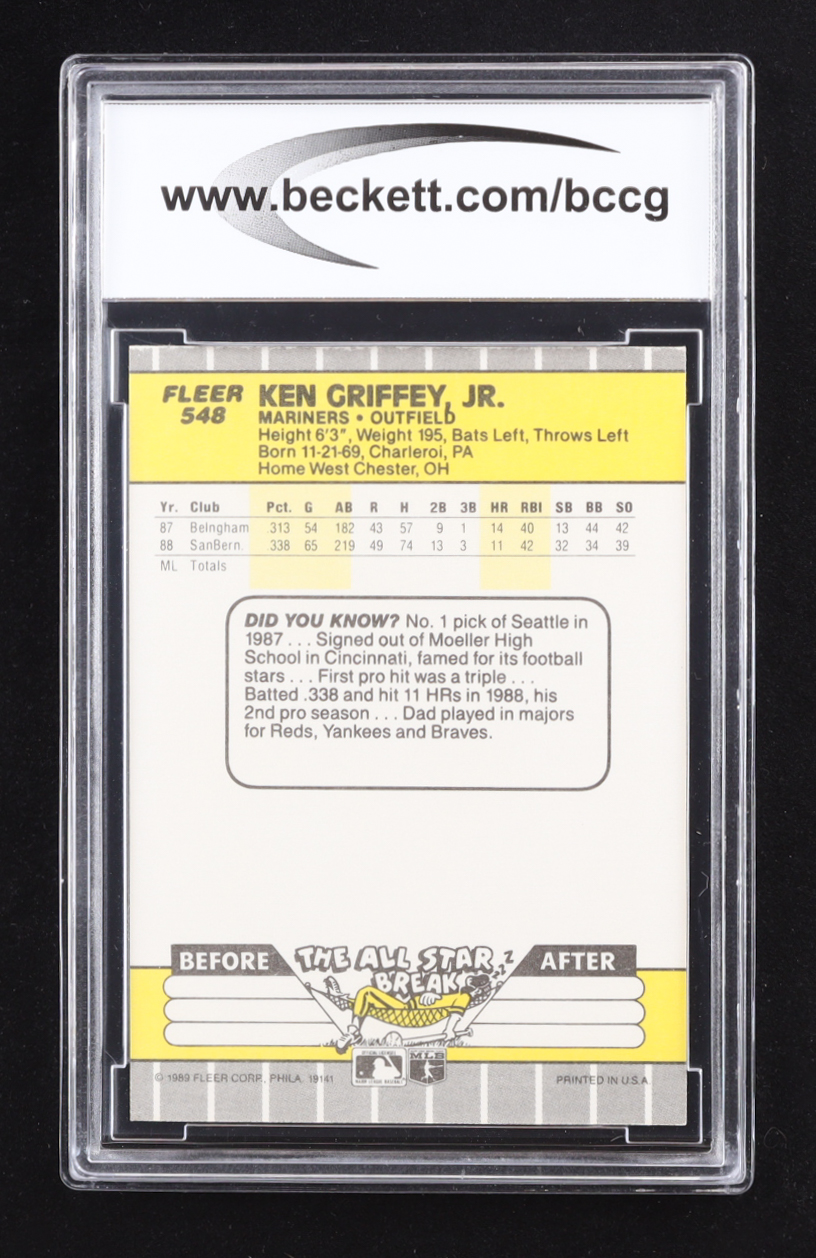 www.beckett.com/bccg
FLEER
548
KEN GRIFFEY, JR.
MARINERS • OUTFIELD
Height 6'3", Weight 195, Bats Left, Throws Left
Born 11-21-69, Charleroi, PA
Home West Chester, OH
Yr. Club Pct. G AB R H 2B 3B HR RBI SB BB SO
87 Belngham 313 54 182 43 57 9 1 14 40 13 44 42
88 SanBern. 338 65 219 49 74 13 3 11 42 32 34 39
ML Totals
DID YOU KNOW? No. 1 pick of Seattle in
1987 . . . Signed out of Moeller High
School in Cincinnati, famed for its football
stars . . . First pro hit was a triple . . .
Batted .338 and hit 11 HRs in 1988, his
2nd pro season . . . Dad played in majors
for Reds, Yankees and Braves.
BEFORE THE ALL STAR BREAK AFTER
ZZZ
MLB
© 1989 FLEER CORP., PHILA. 19141
PRINTED IN U.S.A.